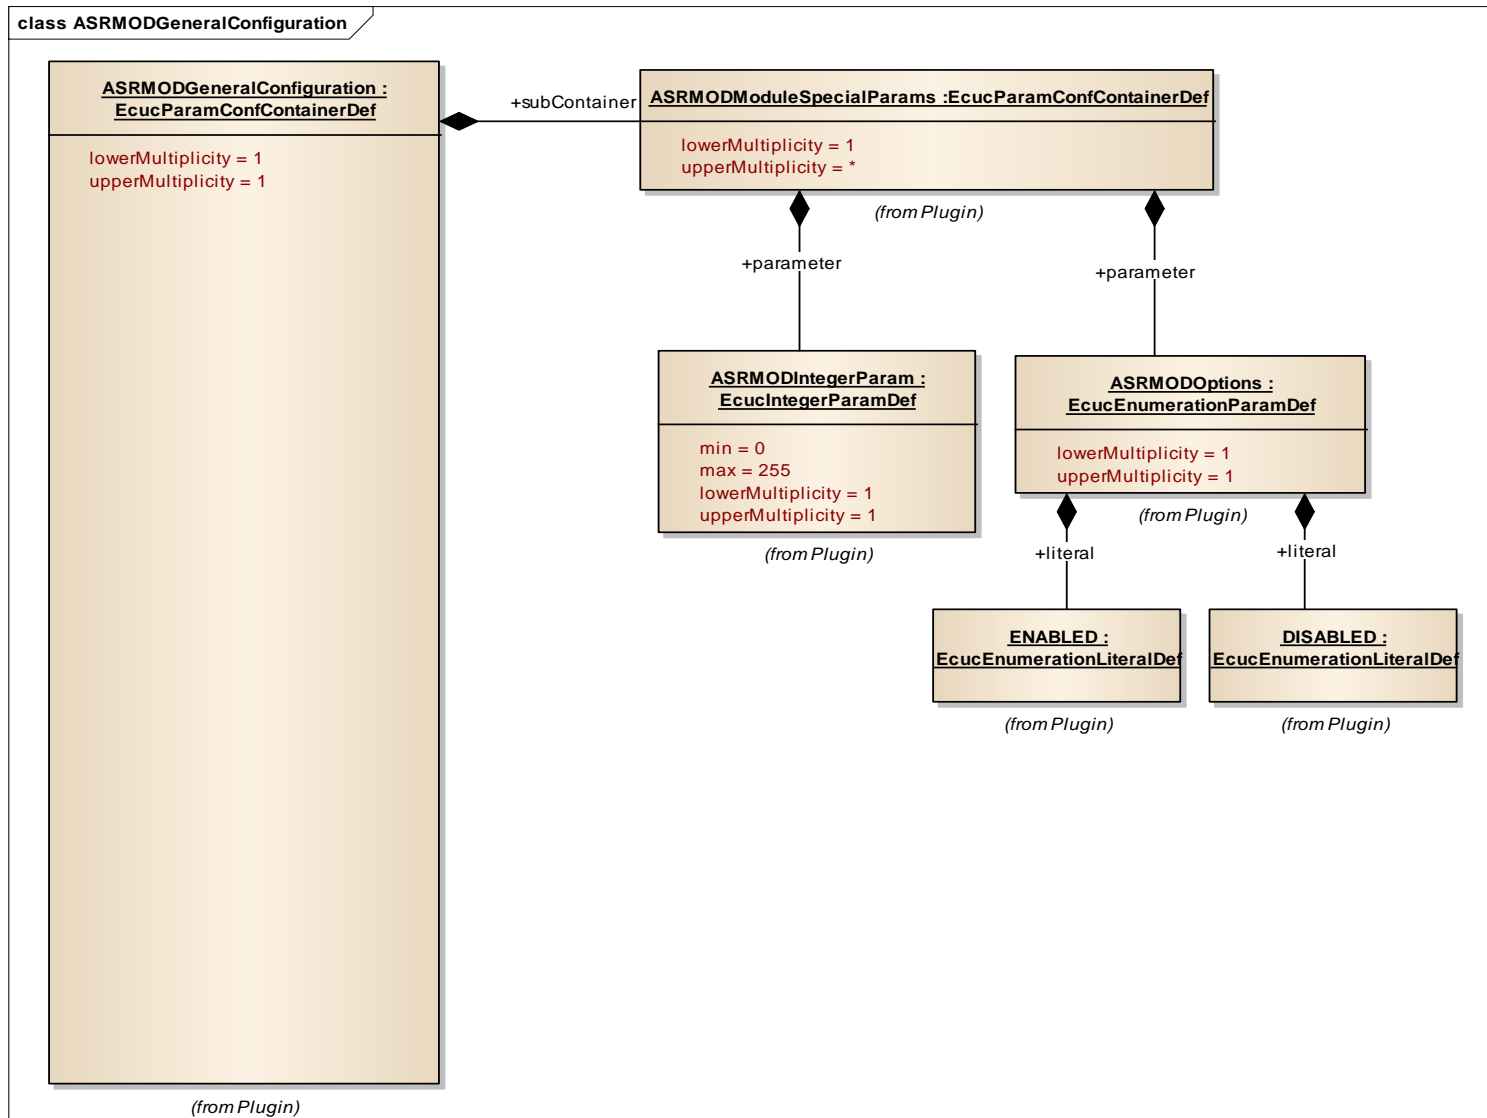 class ASRMODGeneralConfiguration
ASRMODGeneralConfiguration :
EcucParamConfContainerDef
lowerMultiplicity = 1
upperMultiplicity = 1
(from Plugin)
+subContainer
ASRMODModuleSpecialParams :EcucParamConfContainerDef
lowerMultiplicity = 1
upperMultiplicity = *
(from Plugin)
+parameter
+parameter
ASRMODIntegerParam :
EcucIntegerParamDef
min = 0
max = 255
lowerMultiplicity = 1
upperMultiplicity = 1
(from Plugin)
ASRMODOptions :
EcucEnumerationParamDef
lowerMultiplicity = 1
upperMultiplicity = 1
(from Plugin)
+literal
+literal
ENABLED :
EcucEnumerationLiteralDef
(from Plugin)
DISABLED :
EcucEnumerationLiteralDef
(from Plugin)